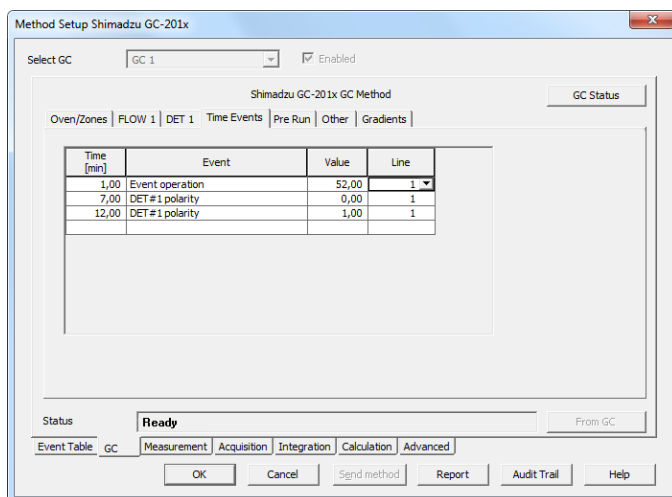 Method Setup Shimadzu GC-201x
Select GC GC 1 Enabled
Shimadzu GC-201x GC Method GC Status
Oven/Zones FLOW 1 DET 1 Time Events Pre Run Other Gradients
Time [min] Event Value Line
1,00 Event operation 52,00 1
7,00 DET#1 polarity 0,00 1
12,00 DET#1 polarity 1,00 1
Status Ready From GC
Event Table GC Measurement Acquisition Integration Calculation Advanced
OK Cancel Send method Report Audit Trail Help